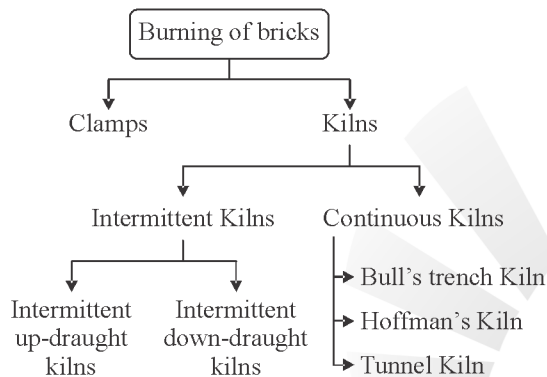 Burning of bricks
Clamps
Kilns
Intermittent Kilns
Continuous Kilns
Intermittent
up-draught
kilns
Intermittent
down-draught
kilns
Bull's trench Kiln
Hoffman's Kiln
Tunnel Kiln